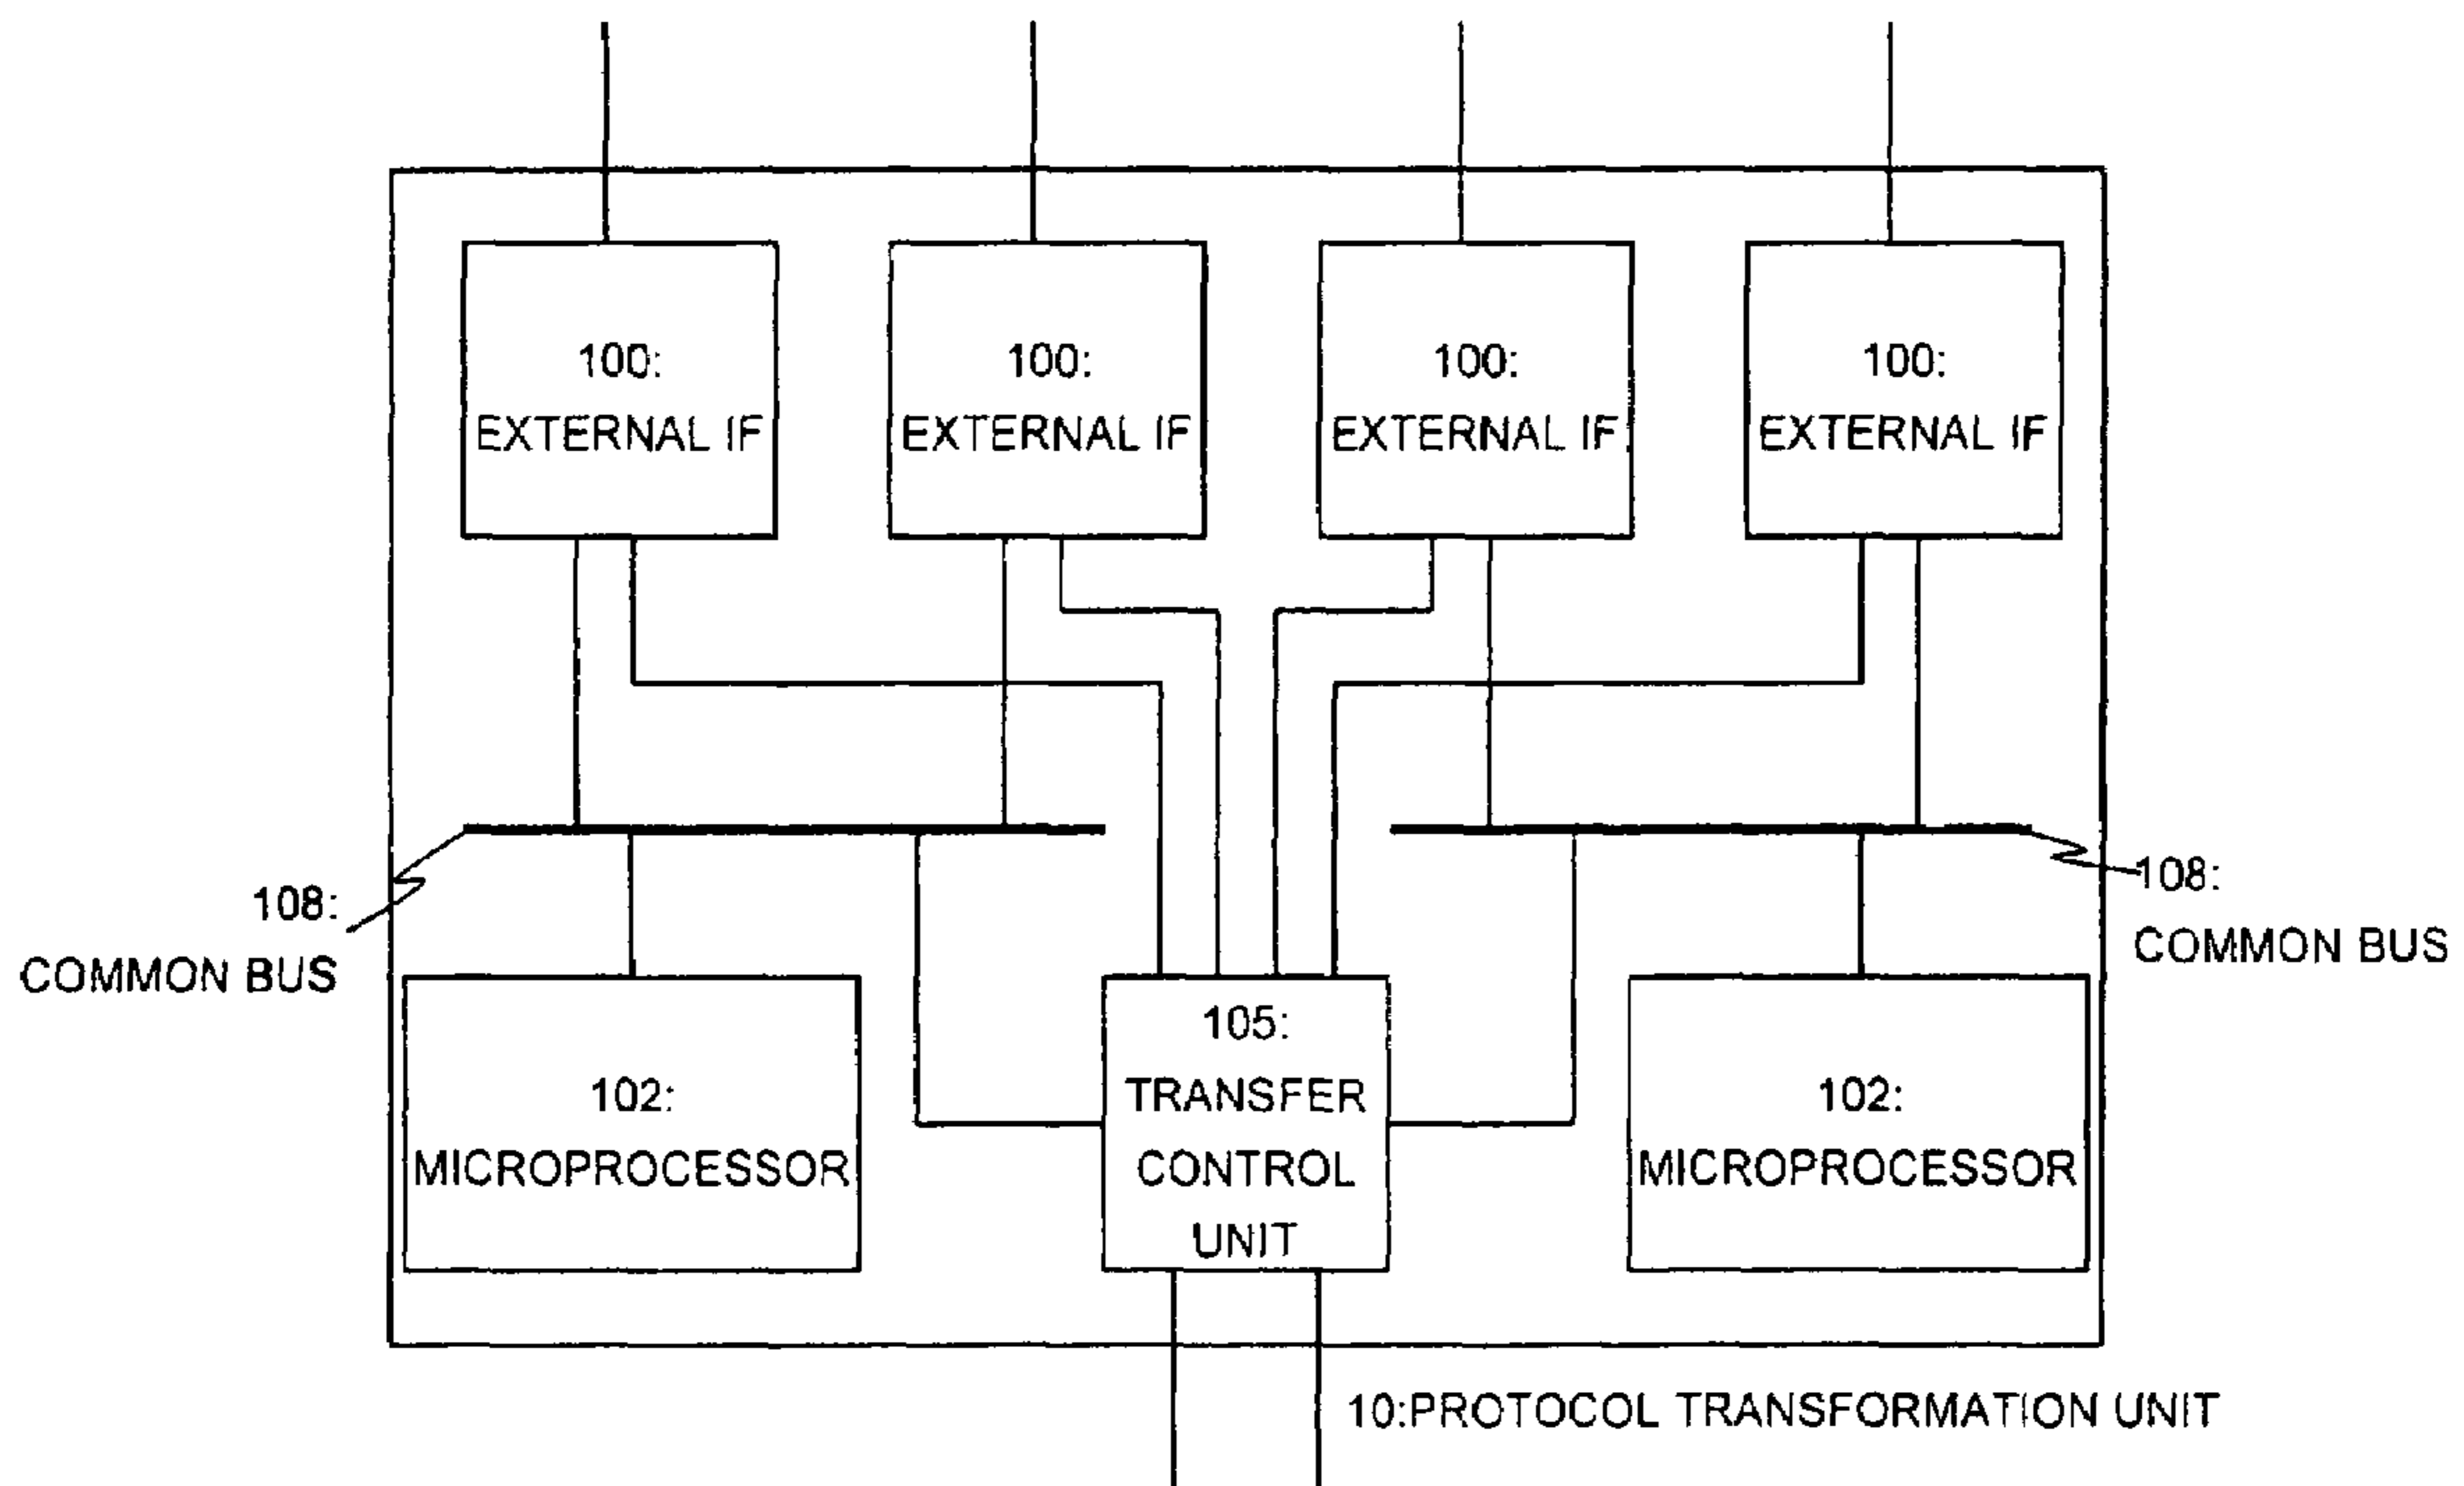 100:
EXTERNAL IF
100:
EXTERNAL IF
100:
EXTERNAL IF
100:
EXTERNAL IF
108:
COMMON BUS
108:
COMMON BUS
102:
MICROPROCESSOR
105:
TRANSFER
CONTROL
UNIT
102:
MICROPROCESSOR
10:PROTOCOL TRANSFORMATION UNIT